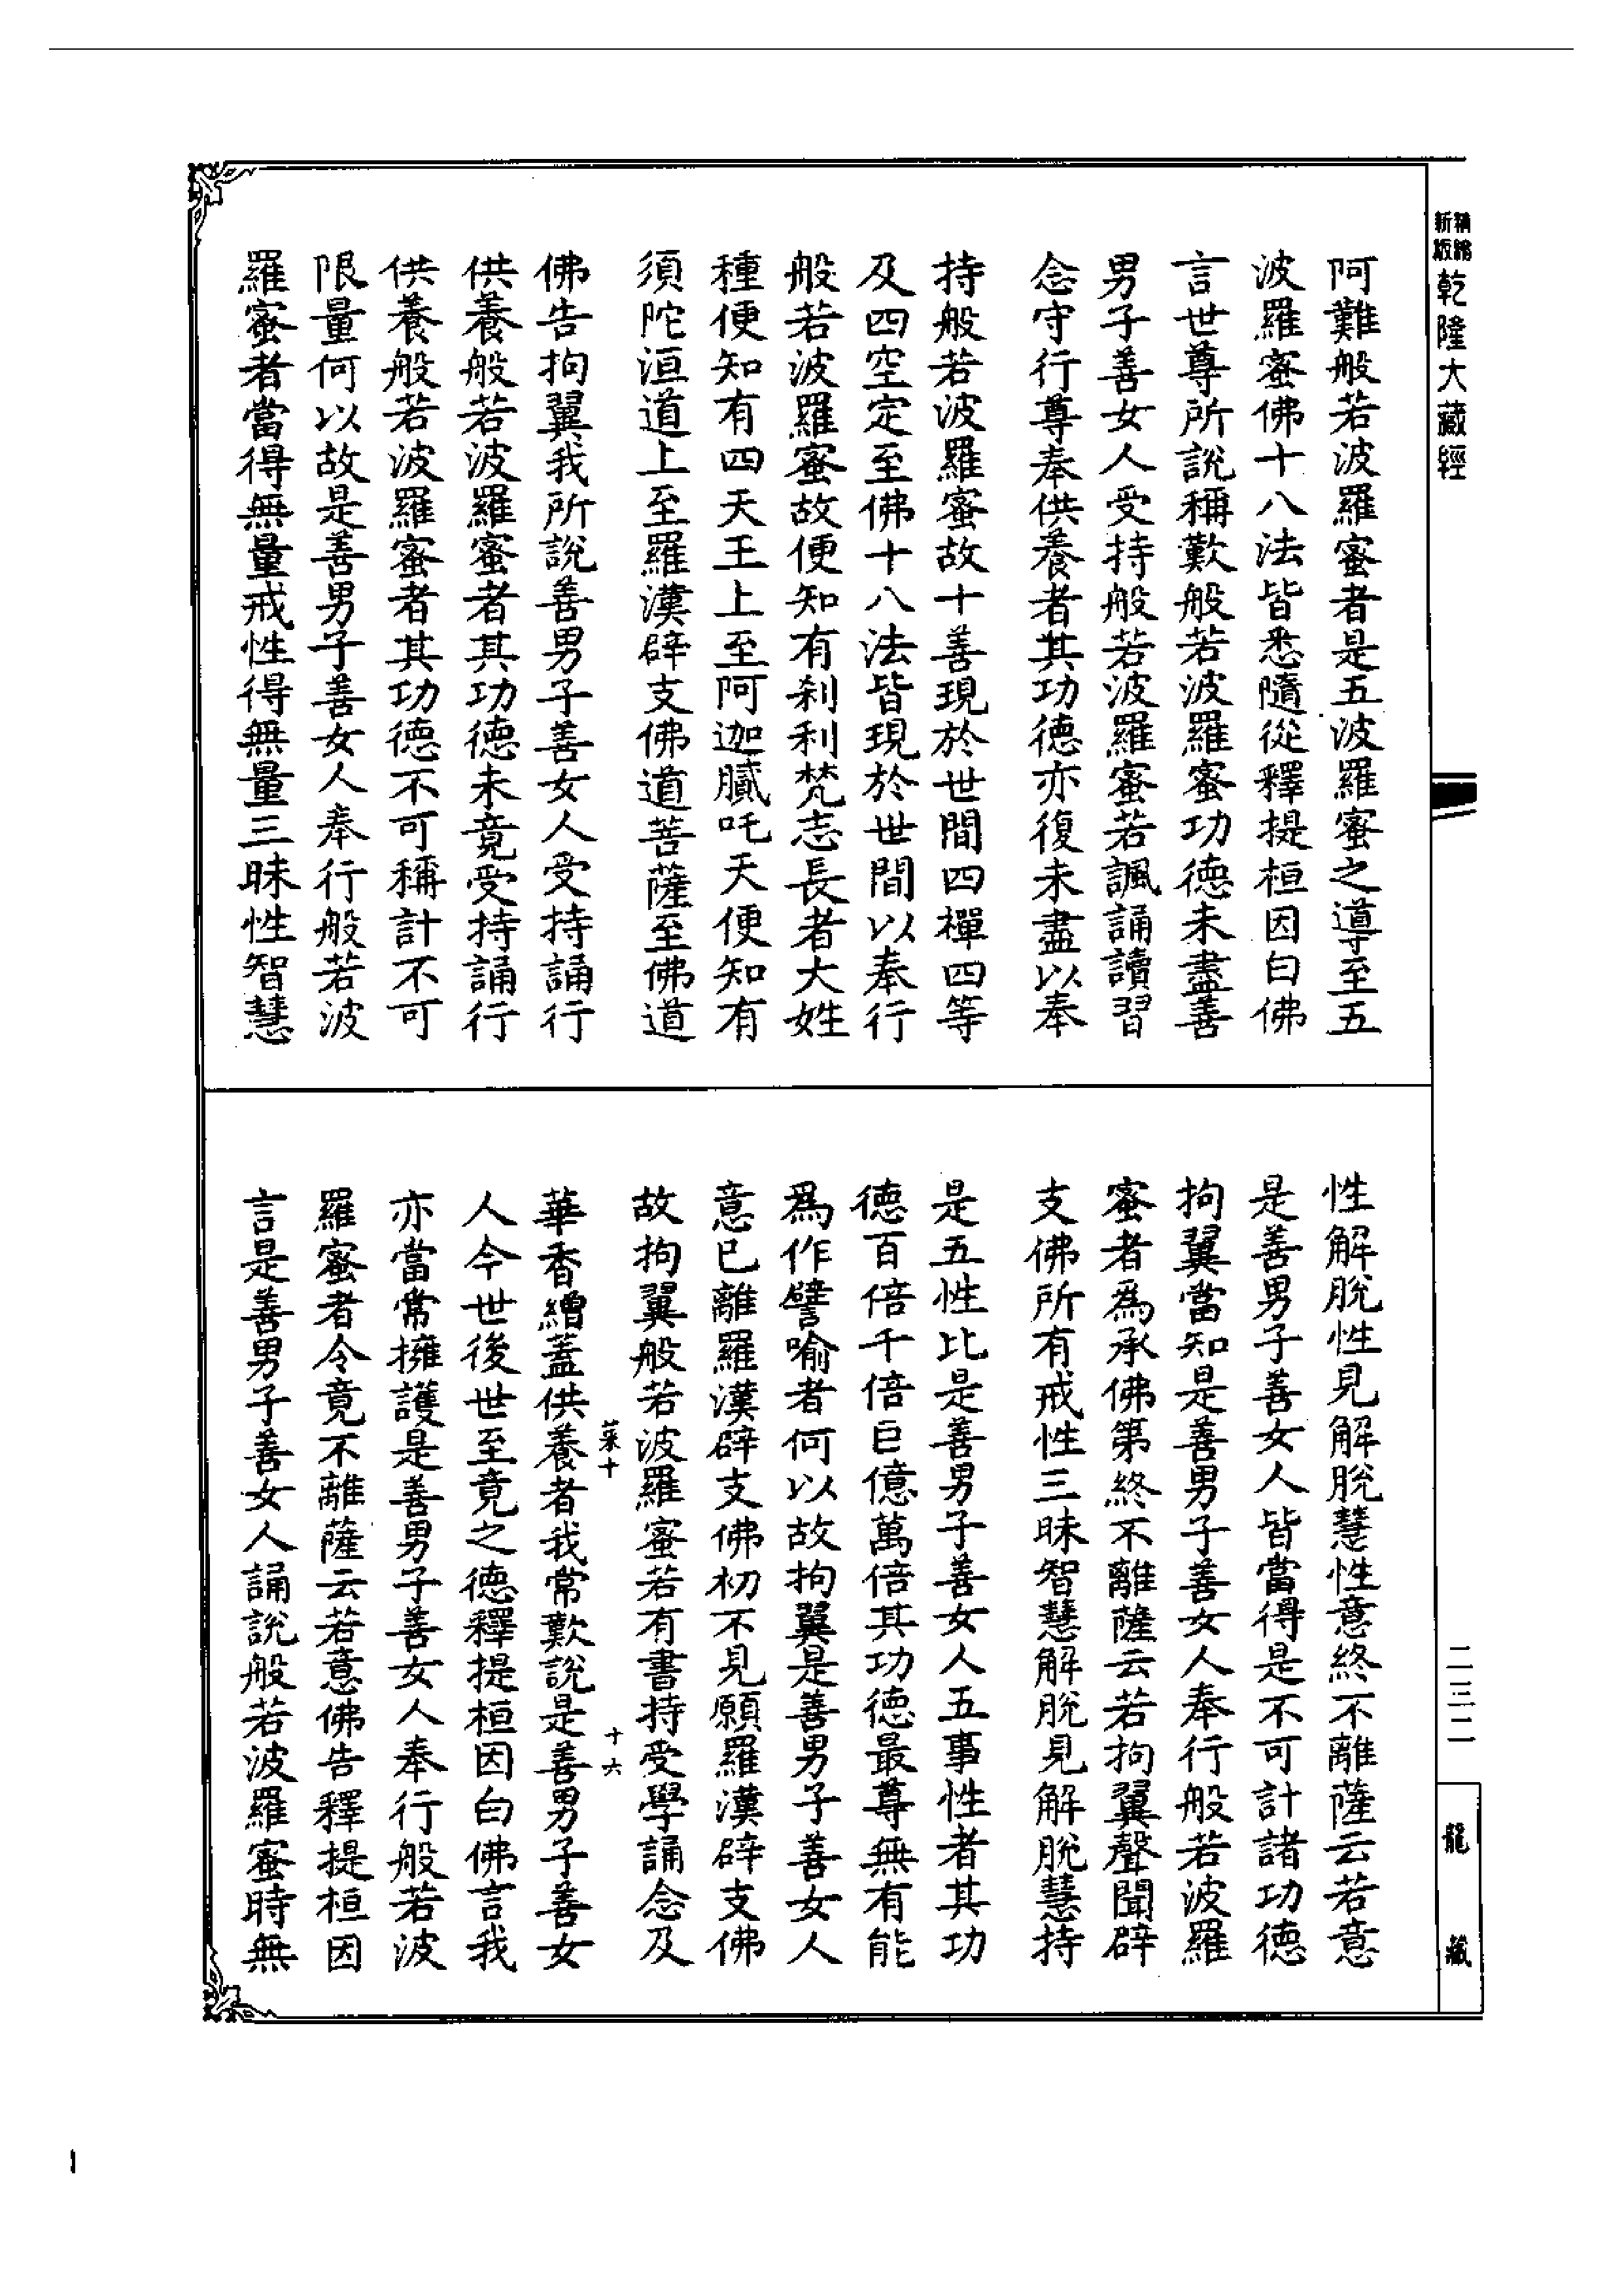 精縮新版乾隆大藏經
阿難般若波羅蜜者是五波羅蜜之導至五
波羅蜜佛十八法皆悉隨從釋提桓因白佛
言世尊所說稱歎般若波羅蜜功德未盡善
男子善女人受持般若波羅蜜若諷誦讀習
念守行尊奉供養者其功德亦復未盡以奉
持般若波羅蜜故十善現於世間四禪四等
及四空定至佛十八法皆現於世間以奉行
般若波羅蜜故便知有剎利梵志長者大姓
種便知有四天王上至阿迦膩吒天便知有
須陀洹道上至羅漢辟支佛道菩薩至佛道
佛告拘翼我所說善男子善女人受持誦行
供養般若波羅蜜者其功德未竟受持誦行
供養般若波羅蜜者其功德不可稱計不可
限量何以故是善男子善女人奉行般若波
羅蜜者當得無量戒性得無量三昧性智慧
性解脫性見解脫慧性意終不離薩云若意
是善男子善女人皆當得是不可計諸功德
拘翼當知是善男子善女人奉行般若波羅
蜜者為承佛第終不離薩云若拘翼聲聞辟
支佛所有戒性三昧智慧解脫見解脫慧持
是五性比是善男子善女人五事性者其功
德百倍千倍巨億萬倍其功德最尊無有能
爲作譬喻者何以故拘翼是善男子善女人
意已離羅漢辟支佛初不見願羅漢辟支佛
故拘翼般若波羅蜜若有書持受學誦念及
菜十 十六
華香繒蓋供養者我常歎說是善男子善女
人今世後世至竟之德釋提桓因白佛言我
亦當常擁護是善男子善女人奉行般若波
羅蜜者令竟不離薩云若意佛告釋提桓因
言是善男子善女人誦說般若波羅蜜時無
二三二
龍藏